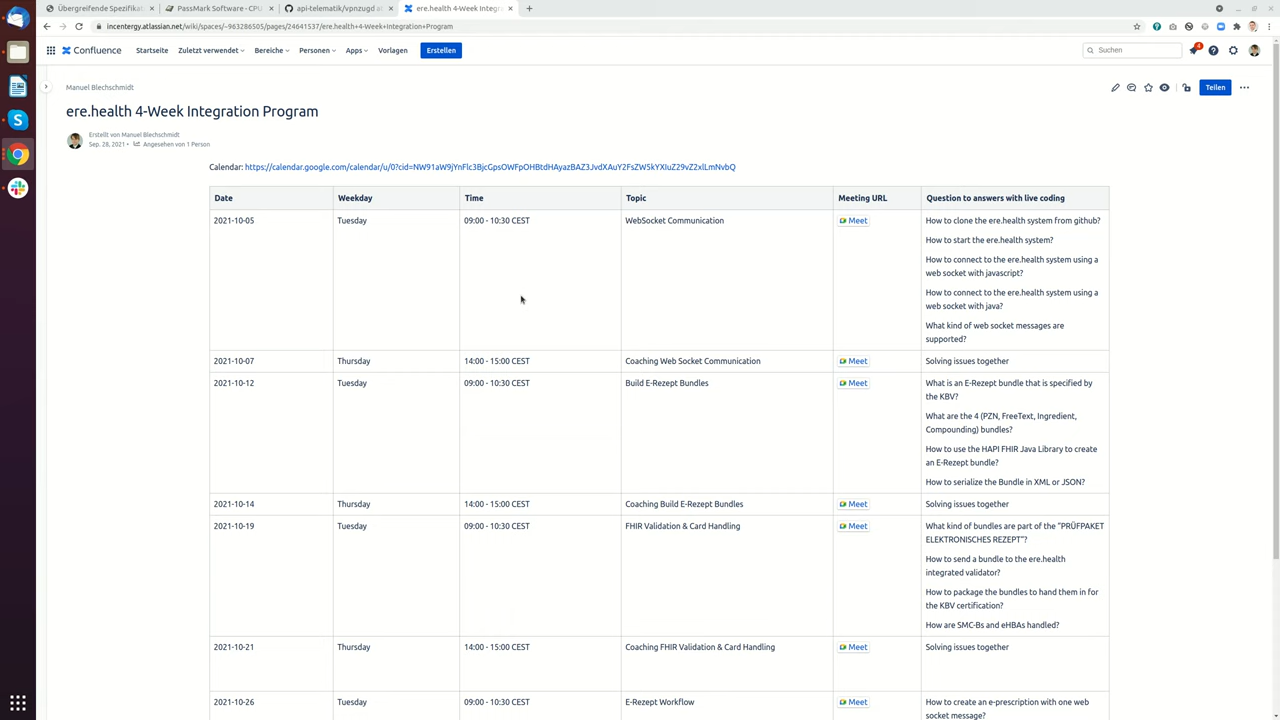 Übergreifende Spezifikat
PassMark Software - CPU
api-telematik/vpnzugd at
ere.health 4-Week Integra
incentergy.atlassian.net/wiki/spaces/~963286505/pages/24641537/ere.health+4-Week+Integration+Program
Confluence
Startseite
Zuletzt verwendet
Bereiche
Personen
Apps
Vorlagen
Erstellen
Suchen
Manuel Blechschmidt
Teilen
ere.health 4-Week Integration Program
Erstellt von Manuel Blechschmidt
Sep. 28, 2021 • Angesehen von 1 Person
Calendar: https://calendar.google.com/calendar/u/0?cid=NW91aW9jYnFlc3BjcGpsOWFpOHBtdHAyazBAZ3JvdXAuY2FsZW5kYXIuZ29vZ2xlLmNvbQ
Date Weekday Time Topic Meeting URL Question to answers with live coding
2021-10-05 Tuesday 09:00 - 10:30 CEST WebSocket Communication Meet How to clone the ere.health system from github?
How to start the ere.health system?
How to connect to the ere.health system using a
web socket with javascript?
How to connect to the ere.health system using a
web socket with java?
What kind of web socket messages are
supported?
2021-10-07 Thursday 14:00 - 15:00 CEST Coaching Web Socket Communication Meet Solving issues together
2021-10-12 Tuesday 09:00 - 10:30 CEST Build E-Rezept Bundles Meet What is an E-Rezept bundle that is specified by
the KBV?
What are the 4 (PZN, FreeText, Ingredient,
Compounding) bundles?
How to use the HAPI FHIR Java Library to create
an E-Rezept bundle?
How to serialize the Bundle in XML or JSON?
2021-10-14 Thursday 14:00 - 15:00 CEST Coaching Build E-Rezept Bundles Meet Solving issues together
2021-10-19 Tuesday 09:00 - 10:30 CEST FHIR Validation & Card Handling Meet What kind of bundles are part of the "PRÜFPAKET
ELEKTRONISCHES REZEPT"?
How to send a bundle to the ere.health
integrated validator?
How to package the bundles to hand them in for
the KBV certification?
How are SMC-Bs and eHBAs handled?
2021-10-21 Thursday 14:00 - 15:00 CEST Coaching FHIR Validation & Card Handling Meet Solving issues together
2021-10-26 Tuesday 09:00 - 10:30 CEST E-Rezept Workflow Meet How to create an e-prescription with one web
socket message?